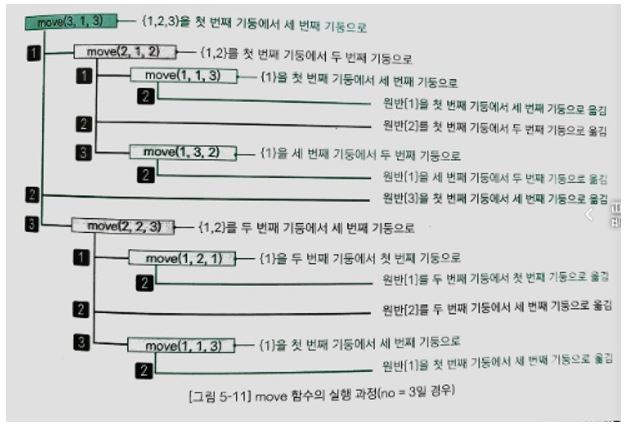 move(3, 1, 3) {1,2,3}을 첫 번째 기둥에서 세 번째 기둥으로
1 move(2, 1, 2) {1,2}를 첫 번째 기둥에서 두 번째 기둥으로
1 move(1, 1, 3) {1}을 첫 번째 기둥에서 세 번째 기둥으로
2 원반[1]을 첫 번째 기둥에서 세 번째 기둥으로 옮김
2 원반[2]를 첫 번째 기둥에서 두 번째 기둥으로 옮김
3 move(1, 3, 2) {1}을 세 번째 기둥에서 두 번째 기둥으로
2 원반[1]을 세 번째 기둥에서 두 번째 기둥으로 옮김
2 원반[3]을 첫 번째 기둥에서 세 번째 기둥으로 옮김
3 move(2, 2, 3) {1,2}를 두 번째 기둥에서 세 번째 기둥으로
1 move(1, 2, 1) {1}을 두 번째 기둥에서 첫 번째 기둥으로
2 원반[1]를 두 번째 기둥에서 첫 번째 기둥으로 옮김
2 원반[2]를 두 번째 기둥에서 세 번째 기둥으로 옮김
3 move(1, 1, 3) {1}을 첫 번째 기둥에서 세 번째 기둥으로
2 원반[1]을 첫 번째 기둥에서 세 번째 기둥으로 옮김
[그림 5-11] move 함수의 실행 과정(no = 3일 경우)